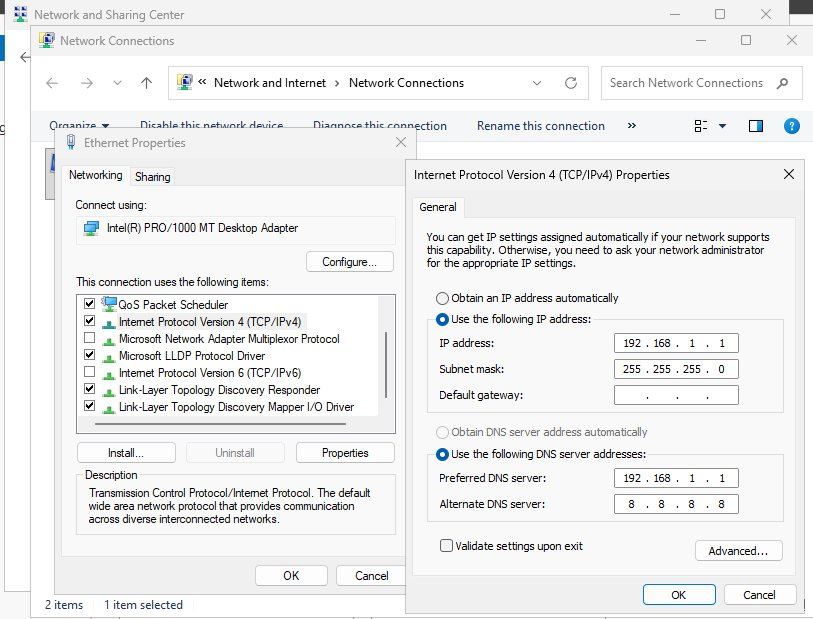 Network and Sharing Center
Network Connections
« Network and Internet › Network Connections
Search Network Connections
Organize
Disable this network device
Diagnose this connection
Rename this connection
»
Ethernet Properties
Networking
Sharing
Connect using:
Intel(R) PRO/1000 MT Desktop Adapter
Configure...
This connection uses the following items:
QoS Packet Scheduler
Internet Protocol Version 4 (TCP/IPv4)
Microsoft Network Adapter Multiplexor Protocol
Microsoft LLDP Protocol Driver
Internet Protocol Version 6 (TCP/IPv6)
Link-Layer Topology Discovery Responder
Link-Layer Topology Discovery Mapper I/O Driver
Install...
Uninstall
Properties
Description
Transmission Control Protocol/Internet Protocol. The default
wide area network protocol that provides communication
across diverse interconnected networks.
OK
Cancel
2 items
1 item selected
Internet Protocol Version 4 (TCP/IPv4) Properties
General
You can get IP settings assigned automatically if your network supports
this capability. Otherwise, you need to ask your network administrator
for the appropriate IP settings.
Obtain an IP address automatically
Use the following IP address:
IP address: 192 . 168 . 1 . 1
Subnet mask: 255 . 255 . 255 . 0
Default gateway: . . .
Obtain DNS server address automatically
Use the following DNS server addresses:
Preferred DNS server: 192 . 168 . 1 . 1
Alternate DNS server: 8 . 8 . 8 . 8
Validate settings upon exit
Advanced...
OK
Cancel